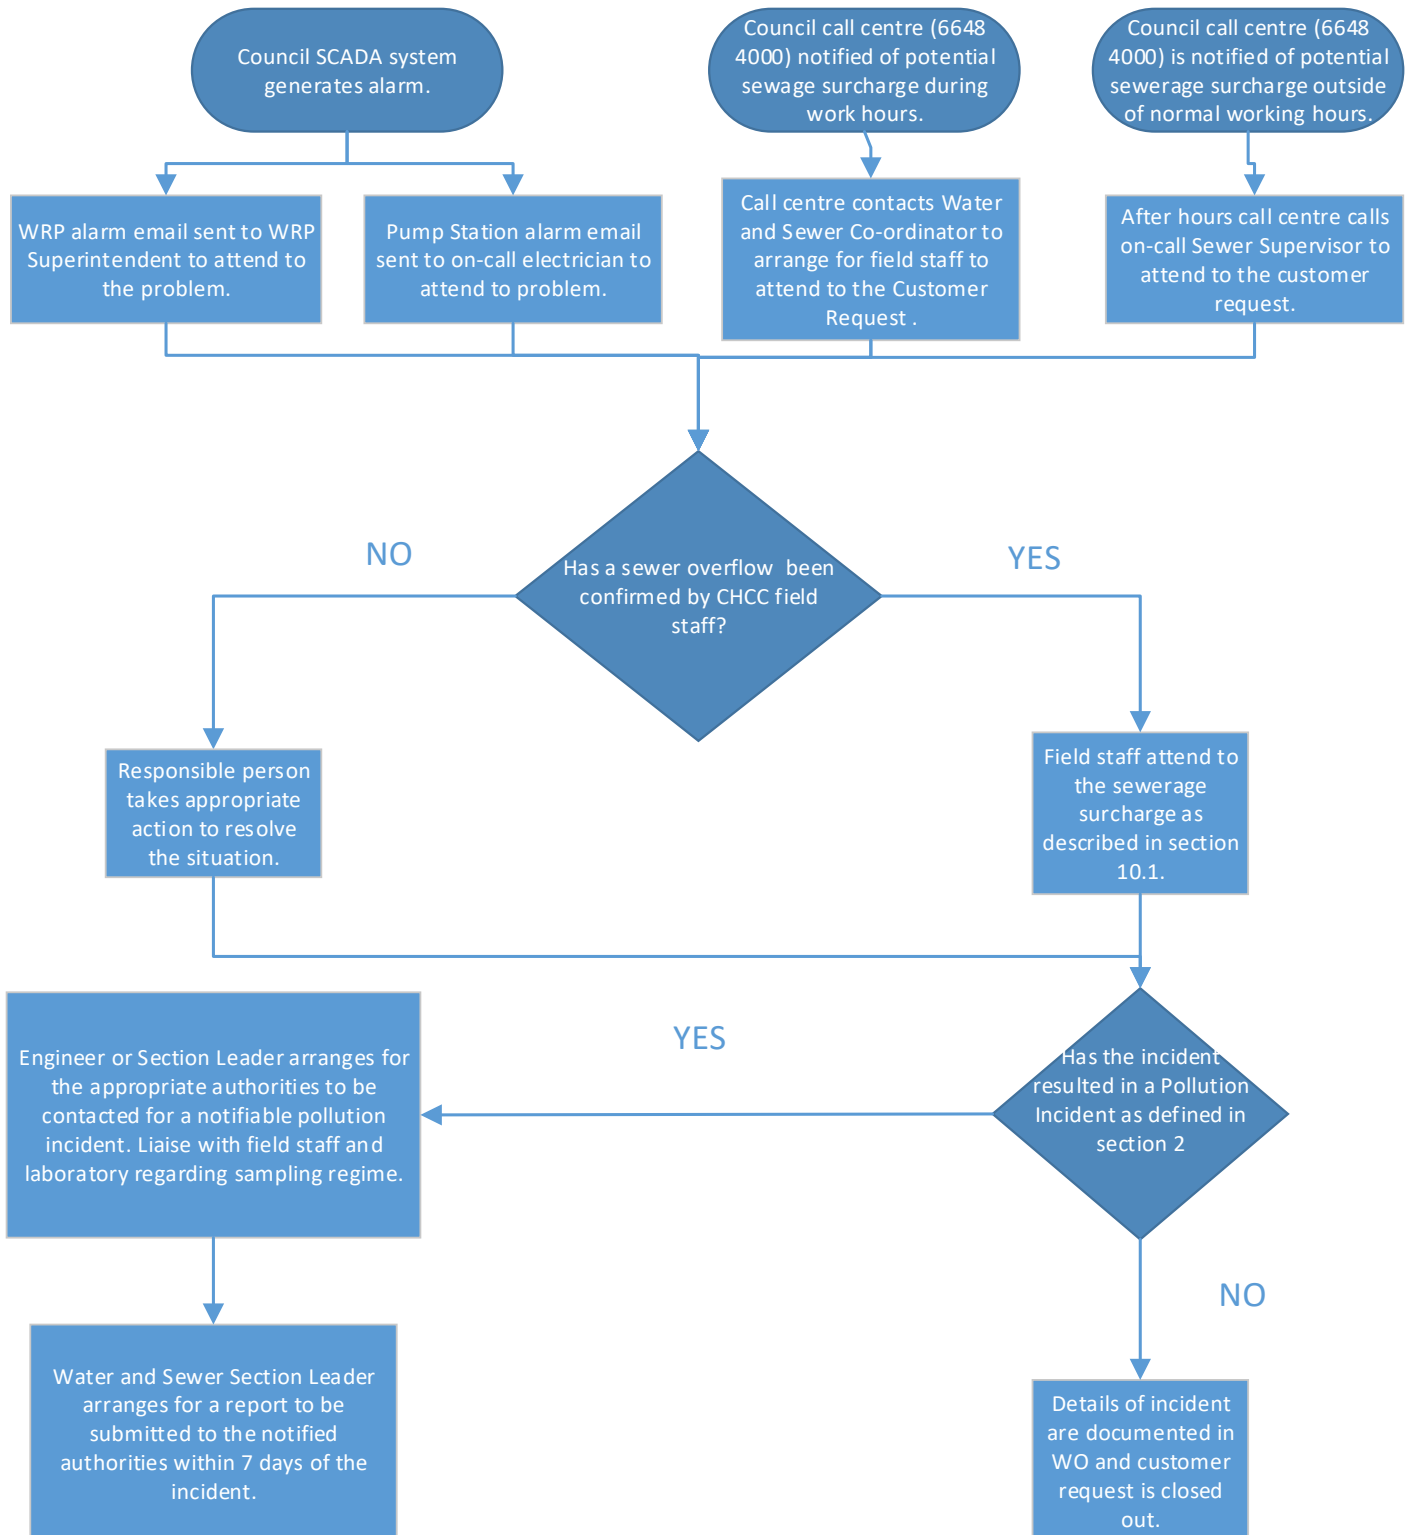 Council SCADA system
generates alarm.
Council call centre (6648
4000) notified of potential
sewage surcharge during
work hours.
Council call centre (6648
4000) is notified of potential
sewerage surcharge outside
of normal working hours.
WRP alarm email sent to WRP
Superintendent to attend to
the problem.
Pump Station alarm email
sent to on-call electrician to
attend to problem.
Call centre contacts Water
and Sewer Co-ordinator to
arrange for field staff to
attend to the Customer
Request .
After hours call centre calls
on-call Sewer Supervisor to
attend to the customer
request.
NO
YES
Has a sewer overflow been
confirmed by CHCC field
staff?
Responsible person
takes appropriate
action to resolve
the situation.
Field staff attend to
the sewerage
surcharge as
described in section
10.1.
Engineer or Section Leader arranges for
the appropriate authorities to be
contacted for a notifiable pollution
incident. Liaise with field staff and
laboratory regarding sampling regime.
YES
Has the incident
resulted in a Pollution
Incident as defined in
section 2
NO
Water and Sewer Section Leader
arranges for a report to be
submitted to the notified
authorities within 7 days of the
incident.
Details of incident
are documented in
WO and customer
request is closed
out.